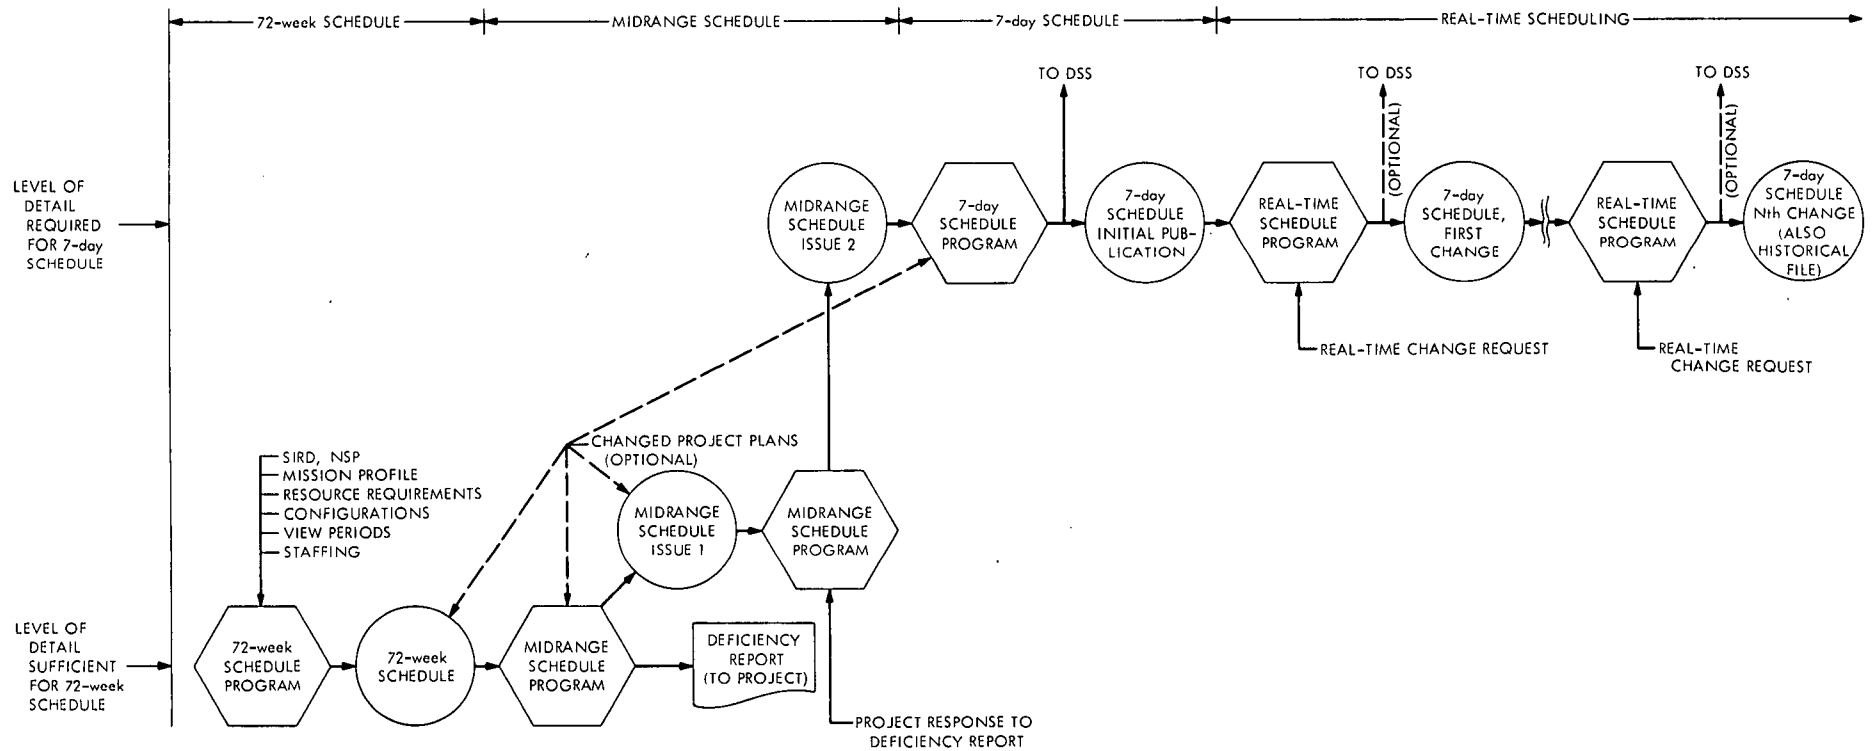 72-week SCHEDULE
MIDRANGE SCHEDULE
7-day SCHEDULE
REAL-TIME SCHEDULING
TO DSS
TO DSS
TO DSS
(OPTIONAL)
(OPTIONAL)
LEVEL OF
DETAIL
REQUIRED
FOR 7-day
SCHEDULE
MIDRANGE
SCHEDULE
ISSUE 2
7-day
SCHEDULE
PROGRAM
7-day
SCHEDULE
INITIAL PUB-
LICATION
REAL-TIME
SCHEDULE
PROGRAM
7-day
SCHEDULE,
FIRST
CHANGE
REAL-TIME
SCHEDULE
PROGRAM
7-day
SCHEDULE
Nth CHANGE
(ALSO
HISTORICAL
FILE)
REAL-TIME CHANGE REQUEST
REAL-TIME
CHANGE REQUEST
CHANGED PROJECT PLANS
(OPTIONAL)
SIRD, NSP
MISSION PROFILE
RESOURCE REQUIREMENTS
CONFIGURATIONS
VIEW PERIODS
STAFFING
MIDRANGE
SCHEDULE
ISSUE 1
MIDRANGE
SCHEDULE
PROGRAM
LEVEL OF
DETAIL
SUFFICIENT
FOR 72-week
SCHEDULE
72-week
SCHEDULE
PROGRAM
72-week
SCHEDULE
MIDRANGE
SCHEDULE
PROGRAM
DEFICIENCY
REPORT
(TO PROJECT)
PROJECT RESPONSE TO
DEFICIENCY REPORT